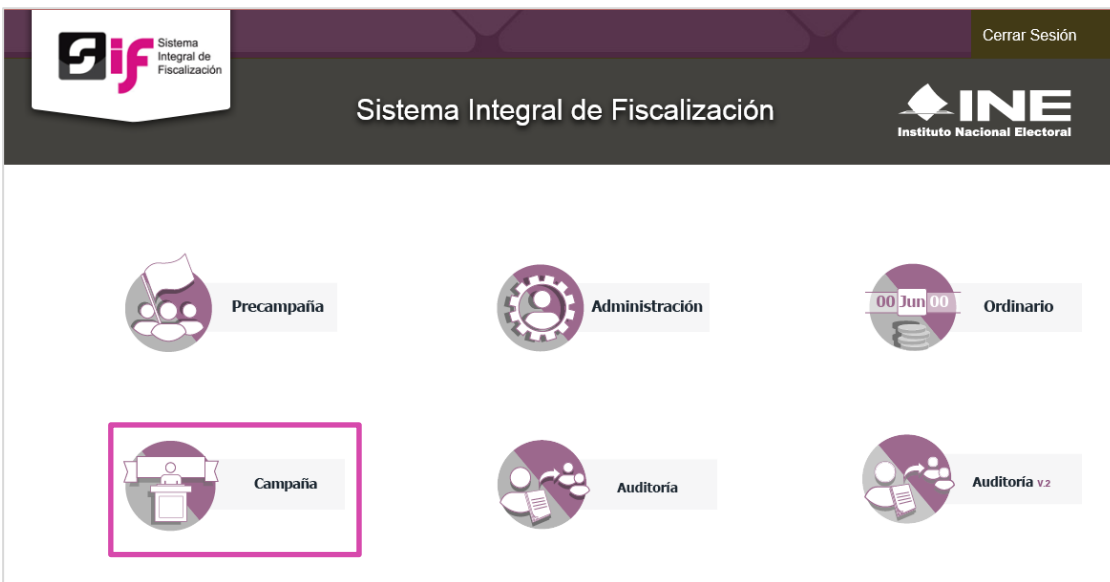 Sif
Sistema
Integral de
Fiscalización
Cerrar Sesión
Sistema Integral de Fiscalización
INE
Instituto Nacional Electoral
Precampaña
Administración
00 Jun 00
Ordinario
Campaña
Auditoría
Auditoría V.2